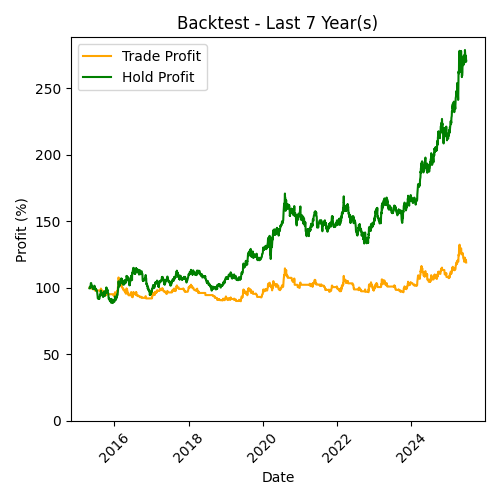 Backtest - Last 7 Year(s)
Trade Profit
Hold Profit
Profit (%)
250
200
150
100
50
0
2016
2018
2020
2022
2024
Date